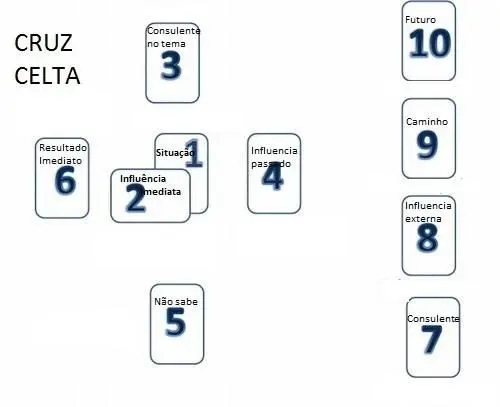 CRUZ
CELTA
Consulente
no tema
3
Futuro
10
Resultado
Imediato
6
Situação
1
Influência
imediata
2
Influencia
passado
4
Caminho
9
Influencia
externa
8
Não sabe
5
Consulente
7